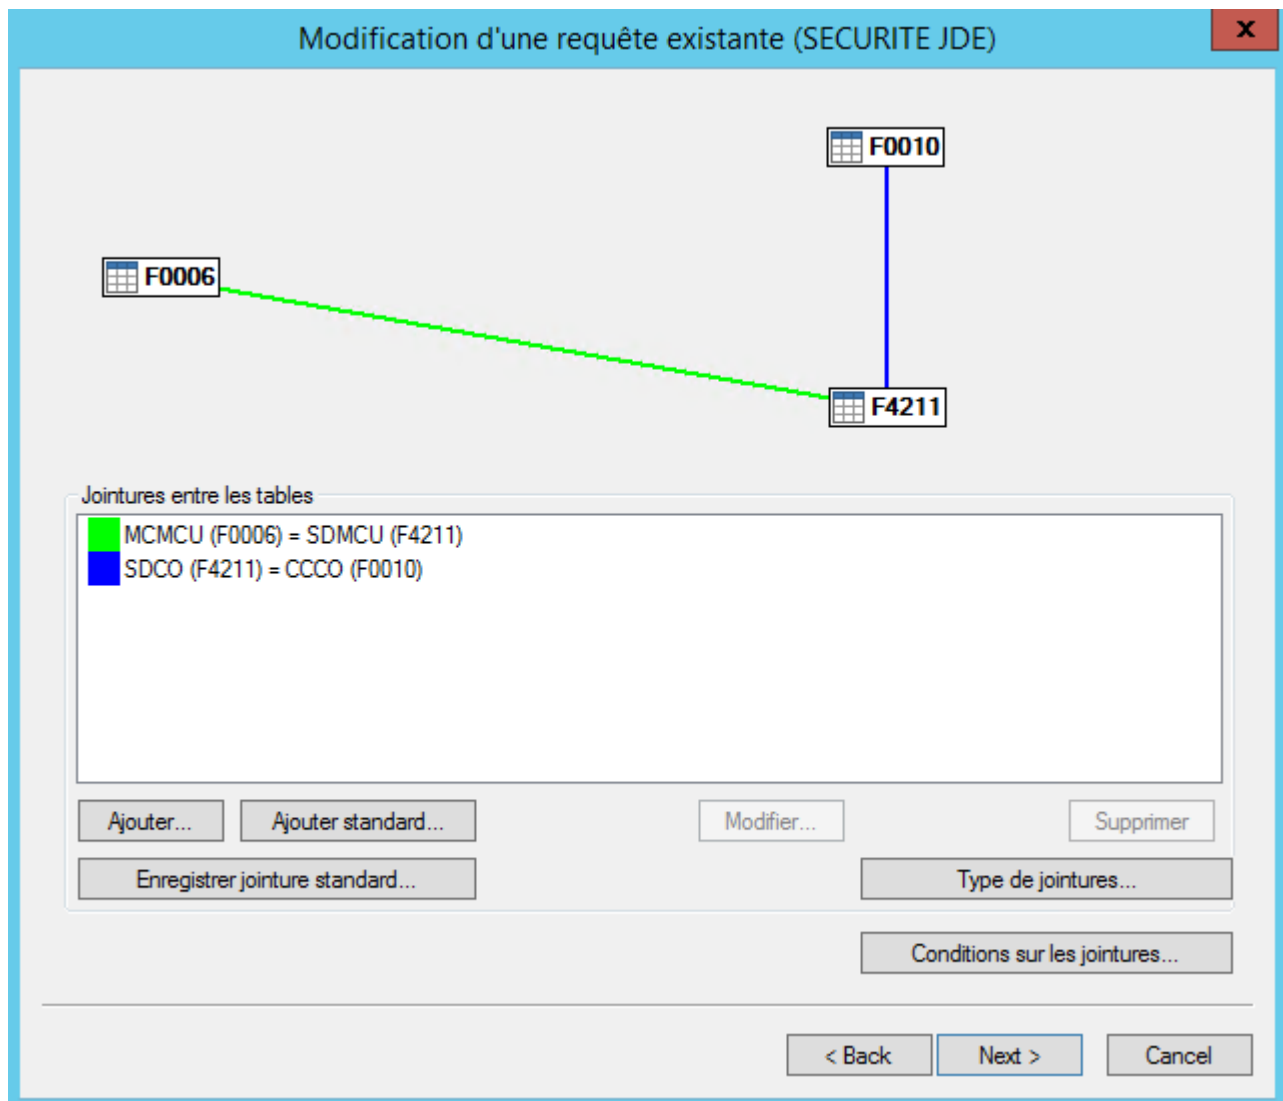 Modification d'une requête existante (SECURITE JDE)
x
F0010
F0006
F4211
Jointures entre les tables
MCMCU (F0006) = SDMCU (F4211)
SDCO (F4211) = CCCO (F0010)
Ajouter...
Ajouter standard...
Modifier...
Supprimer
Enregistrer jointure standard...
Type de jointures...
Conditions sur les jointures...
< Back
Next >
Cancel